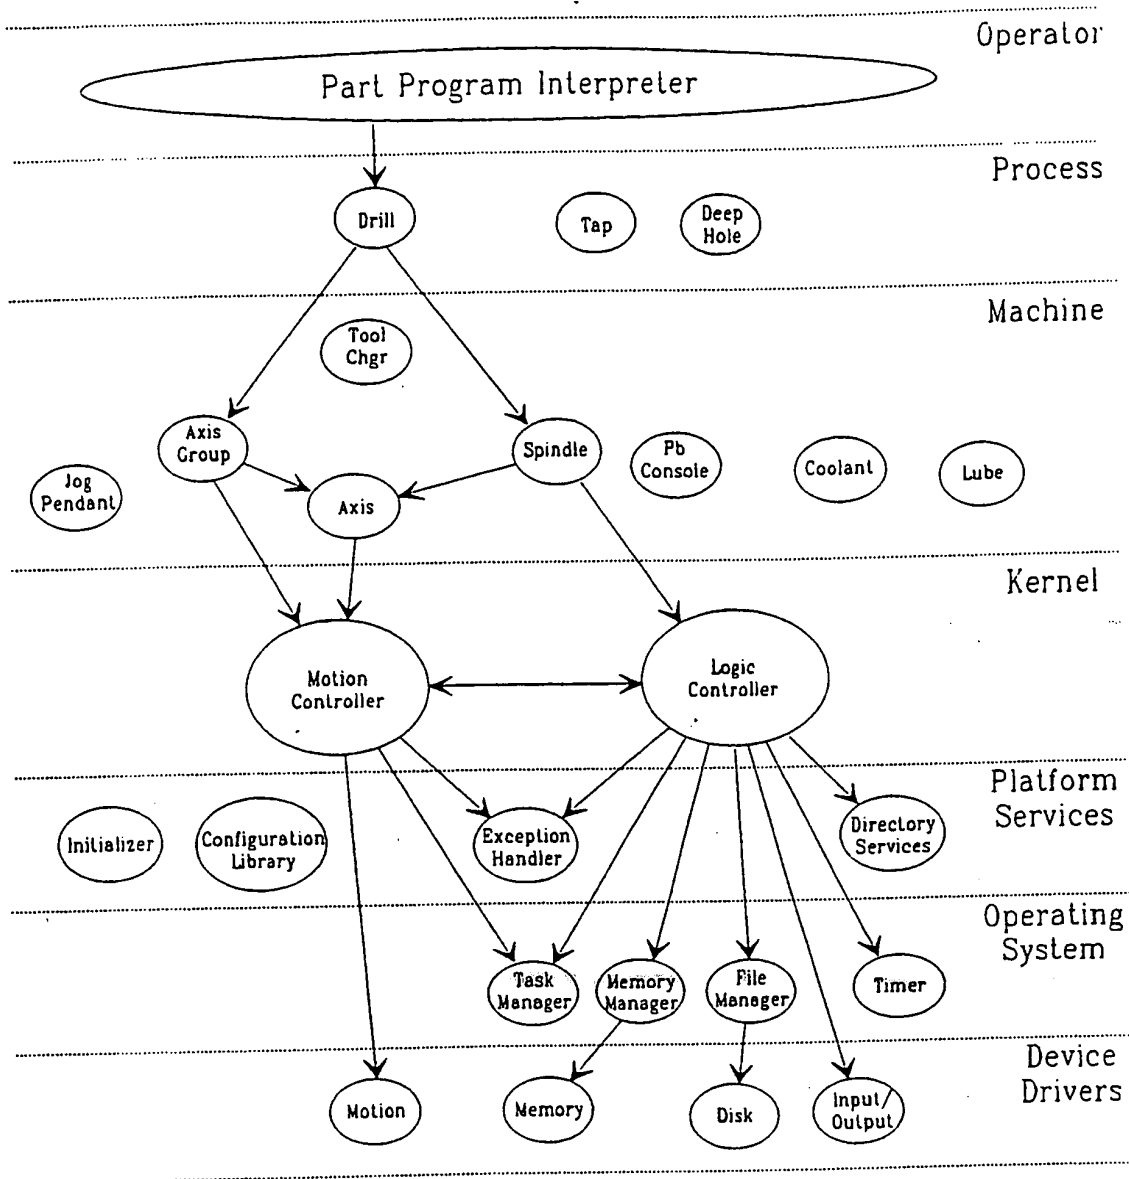 Operator
Part Program Interpreter
Process
Drill
Tap
Deep
Hole
Machine
Tool
Chgr
Axis
Group
Spindle
Pb
Console
Coolant
Lube
Jog
Pendant
Axis
Kernel
Motion
Controller
Logic
Controller
Platform
Services
Initializer
Configuration
Library
Exception
Handler
Directory
Services
Operating
System
Task
Manager
Memory
Manager
File
Manager
Timer
Device
Drivers
Motion
Memory
Disk
Input/
Output